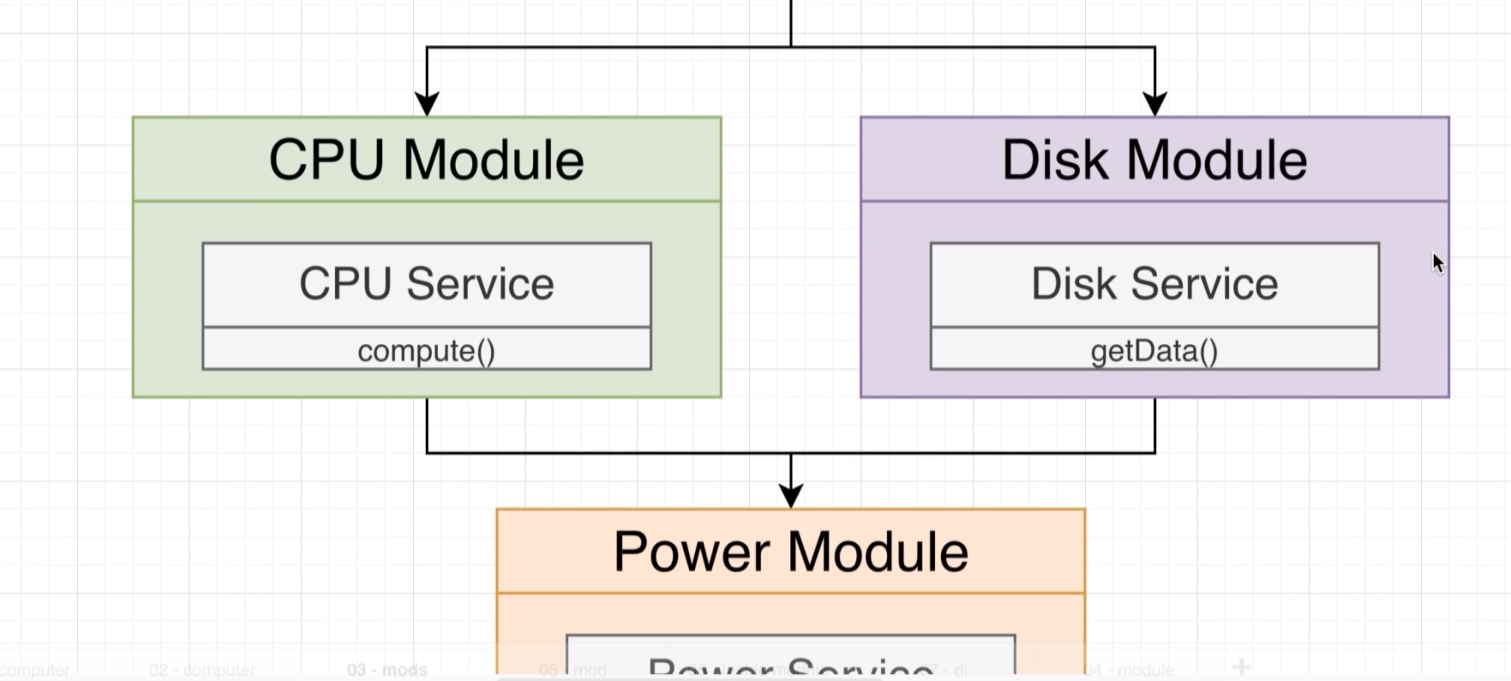 CPU Module
Disk Module
CPU Service
Disk Service
compute()
getData()
Power Module
Power Service
computer
02 - computer
03 - mods
05 - mod
7 - di
04 - module
+